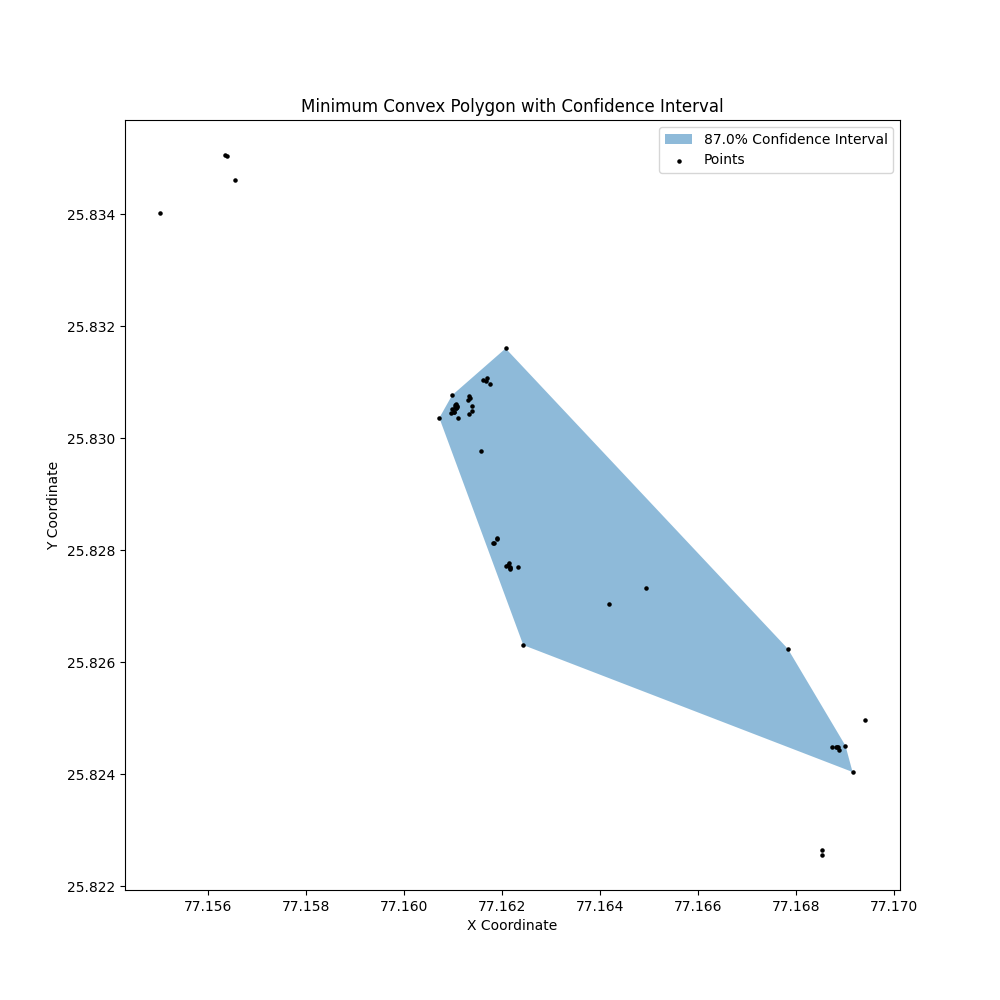 Minimum Convex Polygon with Confidence Interval
87.0% Confidence Interval
Points
Y Coordinate
25.834
25.832
25.830
25.828
25.826
25.824
25.822
77.156 77.158 77.160 77.162 77.164 77.166 77.168 77.170
X Coordinate